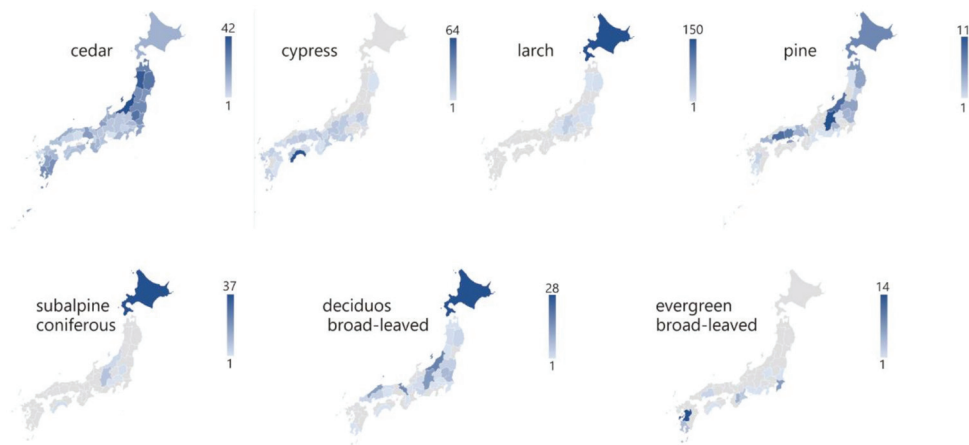 cedar
42
1
cypress
64
1
larch
150
1
pine
11
1
subalpine
coniferous
37
1
deciduos
broad-leaved
28
1
evergreen
broad-leaved
14
1